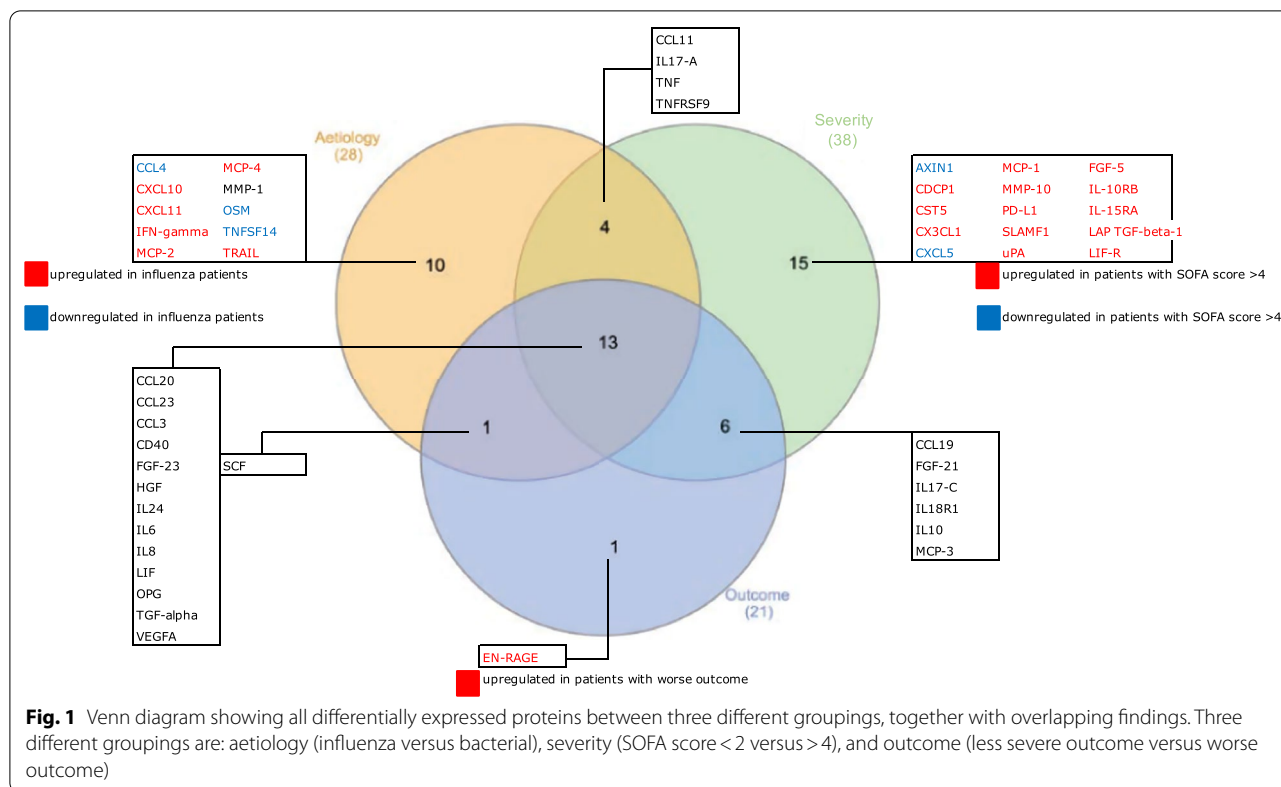 CCL11
IL17-A
TNF
TNFRSF9
Aetiology
(28)
Severity
(38)
CCL4 MCP-4
CXCL10 MMP-1
CXCL11 OSM
IFN-gamma TNFSF14
MCP-2 TRAIL
upregulated in influenza patients
downregulated in influenza patients
AXIN1 MCP-1 FGF-5
CDCP1 MMP-10 IL-10RB
CST5 PD-L1 IL-15RA
CX3CL1 SLAMF1 LAP TGF-beta-1
CXCL5 uPA LIF-R
upregulated in patients with SOFA score >4
downregulated in patients with SOFA score >4
4
10
15
13
1
6
1
CCL20
CCL23
CCL3
CD40
FGF-23
HGF
IL24
IL6
IL8
LIF
OPG
TGF-alpha
VEGFA
SCF
CCL19
FGF-21
IL17-C
IL18R1
IL10
MCP-3
Outcome
(21)
EN-RAGE
upregulated in patients with worse outcome
Fig. 1 Venn diagram showing all differentially expressed proteins between three different groupings, together with overlapping findings. Three
different groupings are: aetiology (influenza versus bacterial), severity (SOFA score < 2 versus > 4), and outcome (less severe outcome versus worse
outcome)